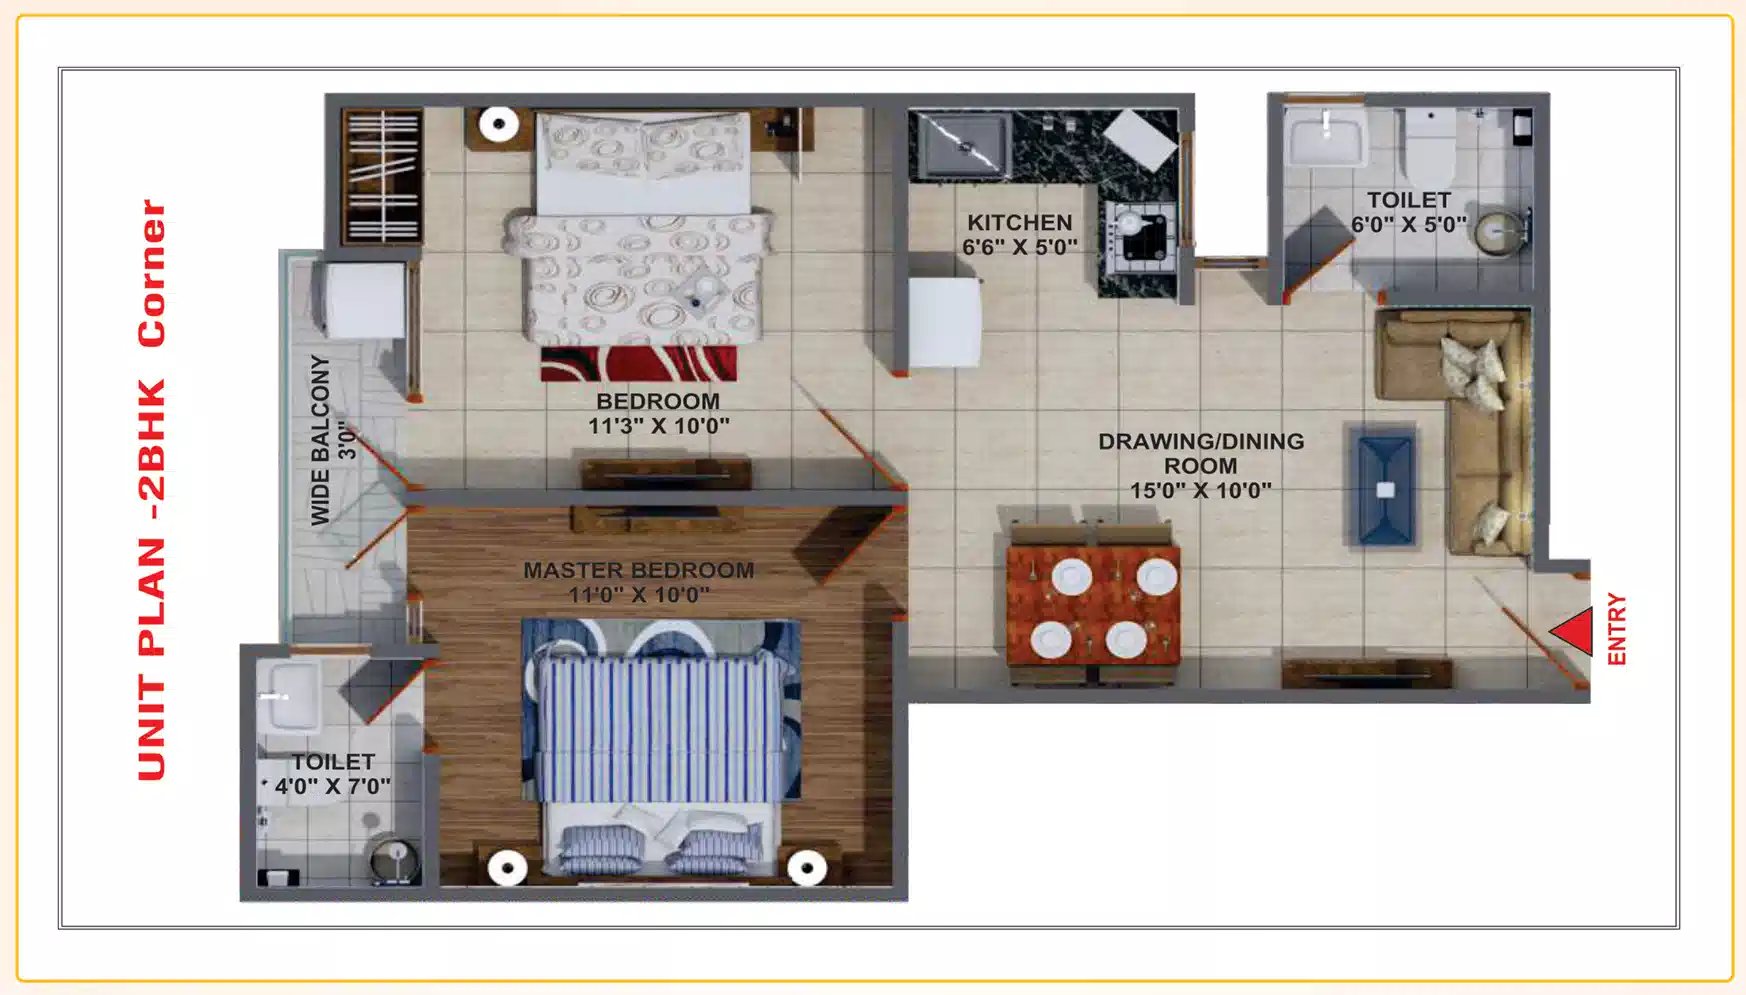 UNIT PLAN -2BHK Corner
KITCHEN
6'6" X 5'0"
TOILET
6'0" X 5'0"
WIDE BALCONY
3'0"
BEDROOM
11'3" X 10'0"
DRAWING/DINING
ROOM
15'0" X 10'0"
MASTER BEDROOM
11'0" X 10'0"
ENTRY
TOILET
4'0" X 7'0"